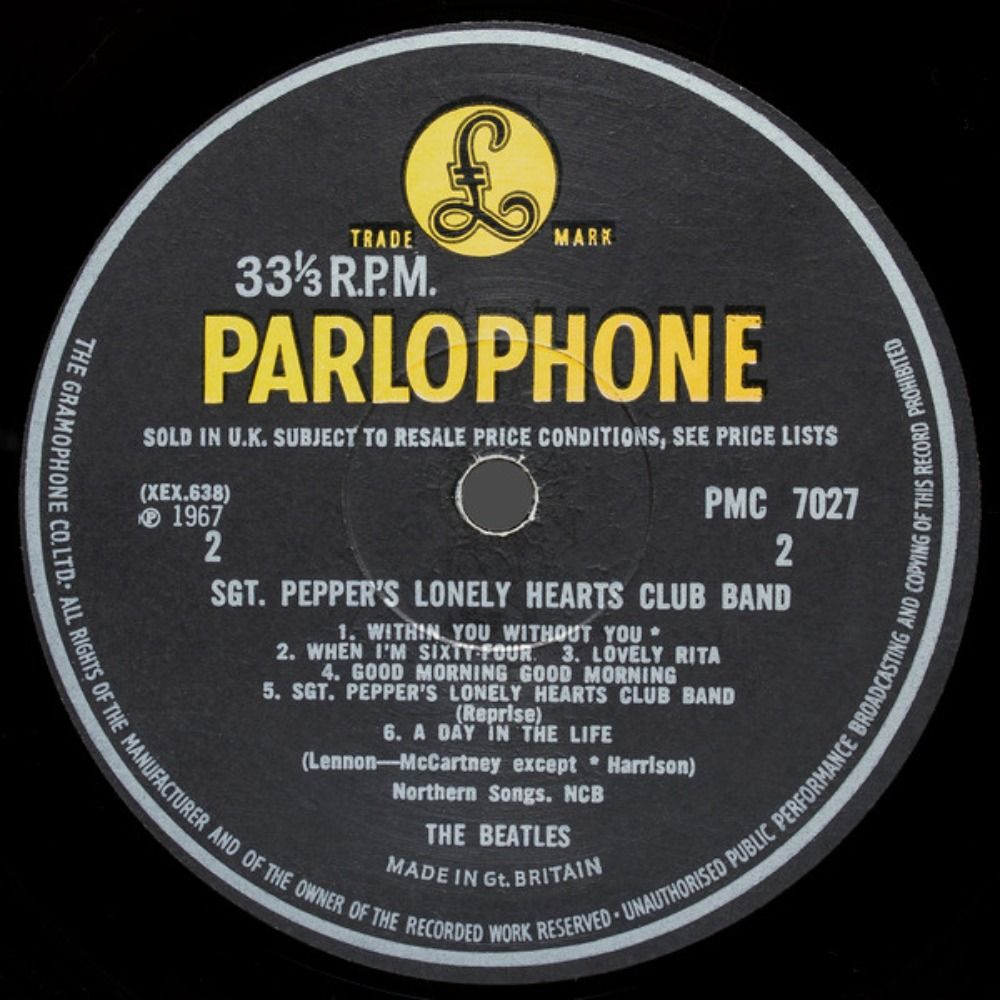 £
TRADE MARK
33⅓ R.P.M.
PARLOPHONE
SOLD IN U.K. SUBJECT TO RESALE PRICE CONDITIONS, SEE PRICE LISTS
(XEX.638)
℗ 1967
2
PMC 7027
2
SGT. PEPPER'S LONELY HEARTS CLUB BAND
1. WITHIN YOU WITHOUT YOU *
2. WHEN I'M SIXTY-FOUR 3. LOVELY RITA
4. GOOD MORNING GOOD MORNING
5. SGT. PEPPER'S LONELY HEARTS CLUB BAND
(Reprise)
6. A DAY IN THE LIFE
(Lennon—McCartney except * Harrison)
Northern Songs. NCB
THE BEATLES
MADE IN Gt. BRITAIN
THE GRAMOPHONE CO. LTD. • ALL RIGHTS OF THE MANUFACTURER AND OF THE OWNER OF THE RECORDED WORK RESERVED • UNAUTHORISED PUBLIC PERFORMANCE BROADCASTING AND COPYING OF THIS RECORD PROHIBITED